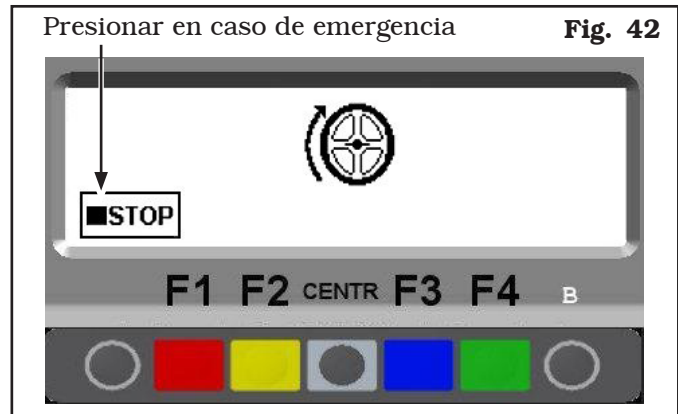 Presionar en caso de emergencia Fig. 42
■STOP
F1 F2 CENTR F3 F4 B